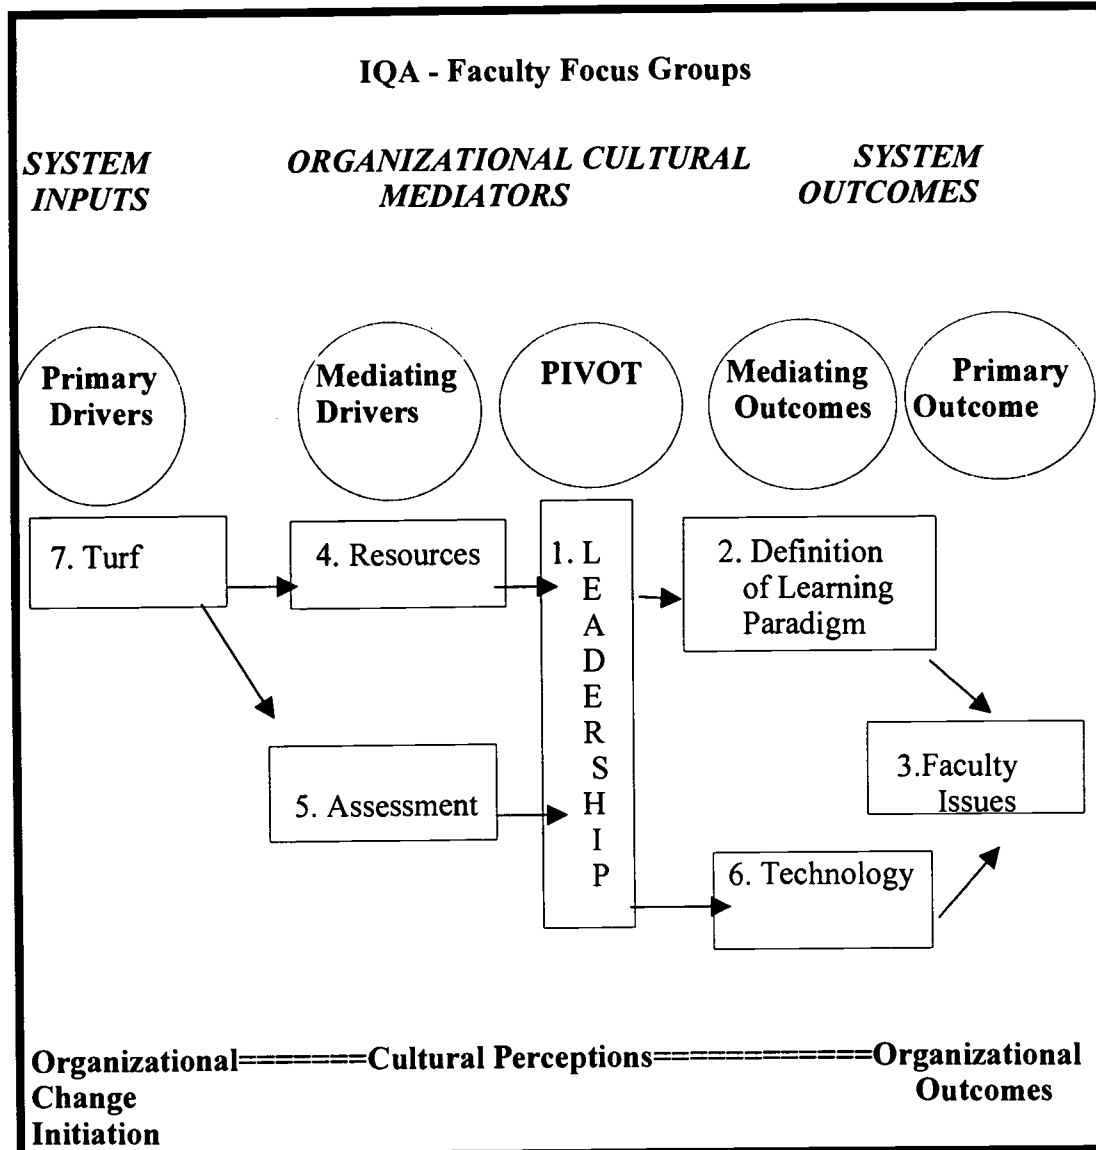 IQA - Faculty Focus Groups
SYSTEM
INPUTS
ORGANIZATIONAL CULTURAL
MEDIATORS
SYSTEM
OUTCOMES
Primary
Drivers
Mediating
Drivers
PIVOT
Mediating
Outcomes
Primary
Outcome
7. Turf
4. Resources
1. L
E
A
D
E
R
S
H
I
P
2. Definition
of Learning
Paradigm
5. Assessment
3.Faculty
Issues
6. Technology
Organizational=======Cultural Perceptions============Organizational
Change
Initiation
Outcomes